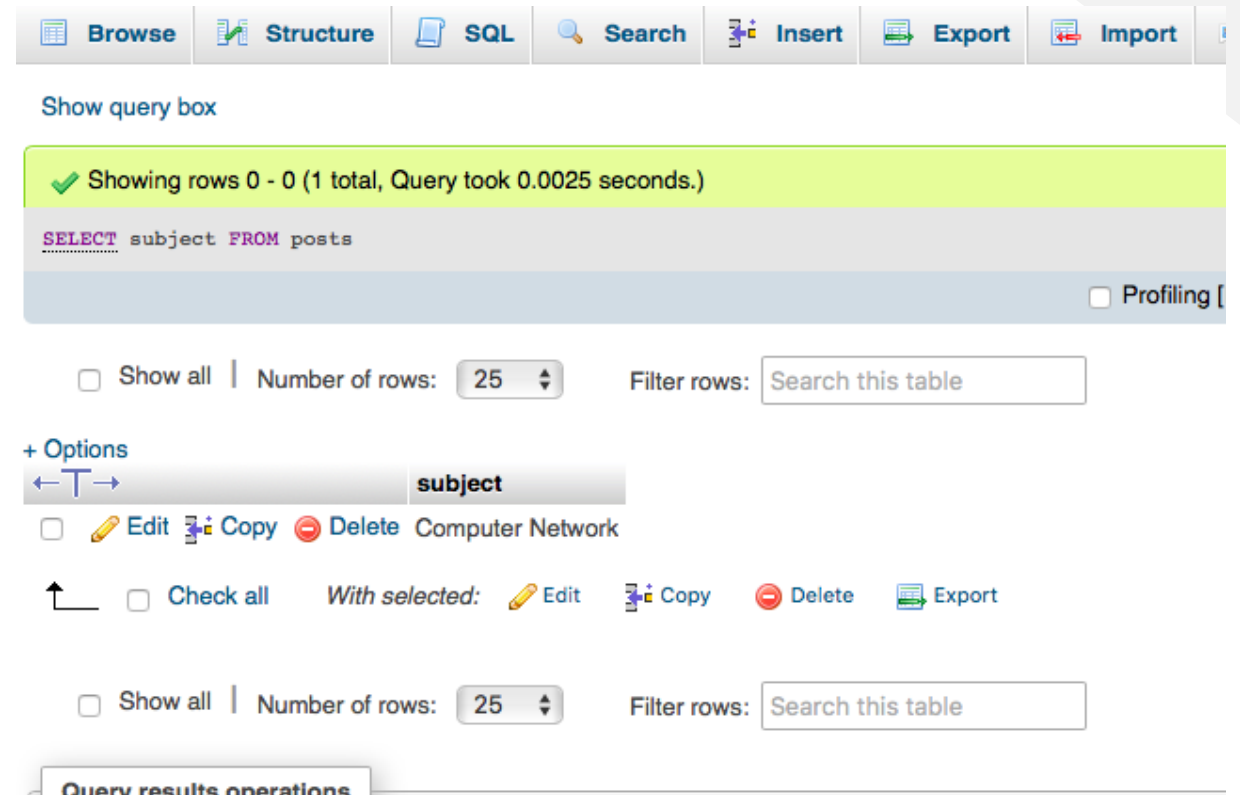 Browse Structure SQL Search Insert Export Import
Show query box
Showing rows 0 - 0 (1 total, Query took 0.0025 seconds.)
SELECT subject FROM posts
Profiling [
Show all | Number of rows: 25 Filter rows: Search this table
+ Options
←T→ subject
Edit Copy Delete Computer Network
Check all With selected: Edit Copy Delete Export
Show all | Number of rows: 25 Filter rows: Search this table
Query results operations